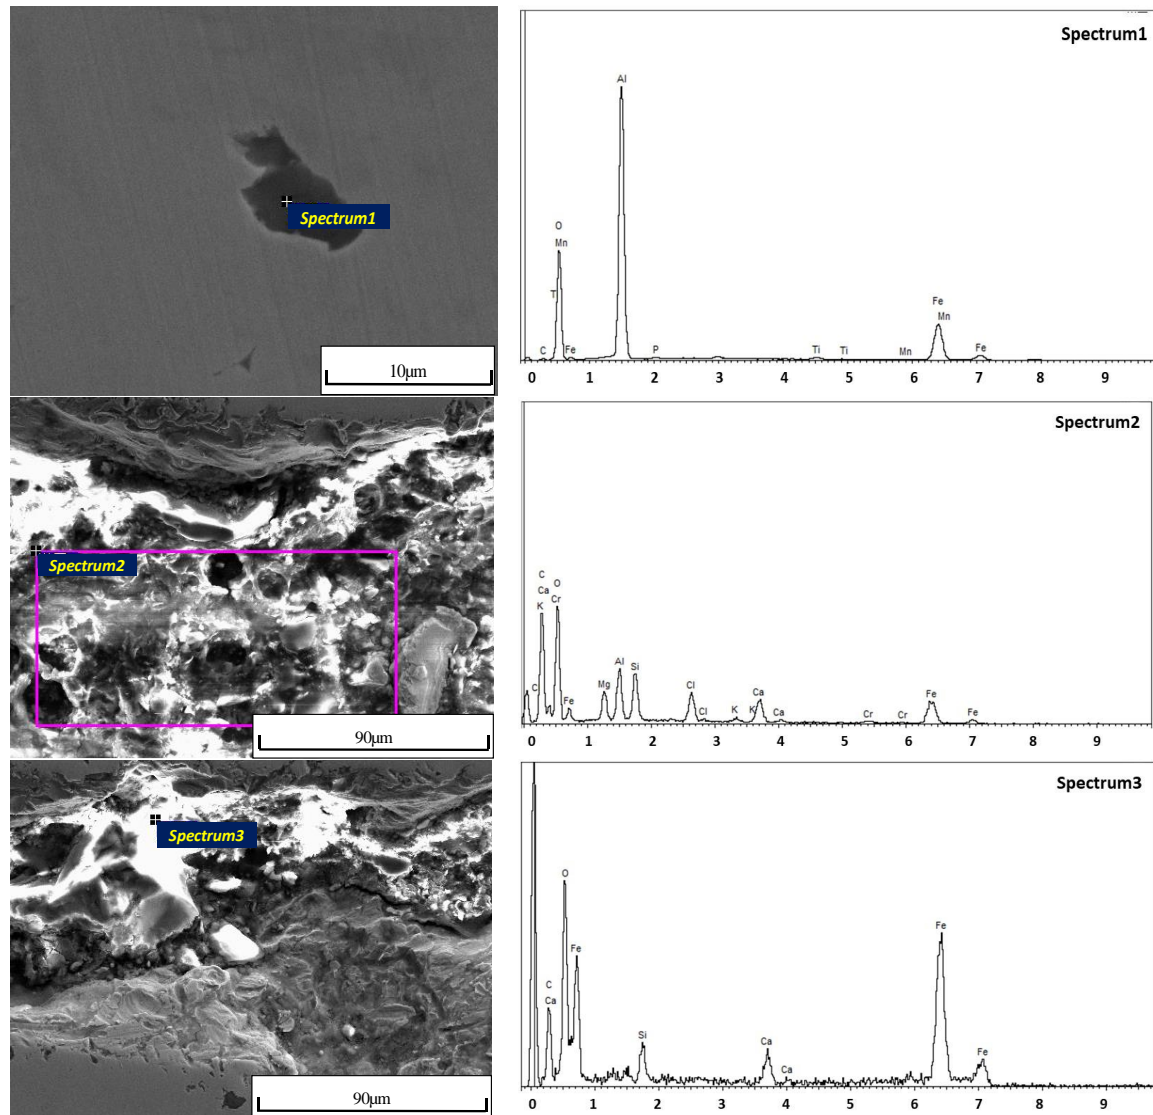 Spectrum1
10μm
Spectrum1
Al
O
Mn
T
C
Fe
P
Ti
Ti
Mn
Fe
Mn
Fe
0 1 2 3 4 5 6 7 8 9
Spectrum2
90μm
Spectrum2
C
Ca
K
O
Cr
C
Fe
Mg
Al
Si
Cl
Cl
K
K
Ca
Ca
Cr
Cr
Fe
Fe
0 1 2 3 4 5 6 7 8 9
Spectrum3
90μm
Spectrum3
C
Ca
O
Fe
Si
Ca
Ca
Fe
Fe
0 1 2 3 4 5 6 7 8 9